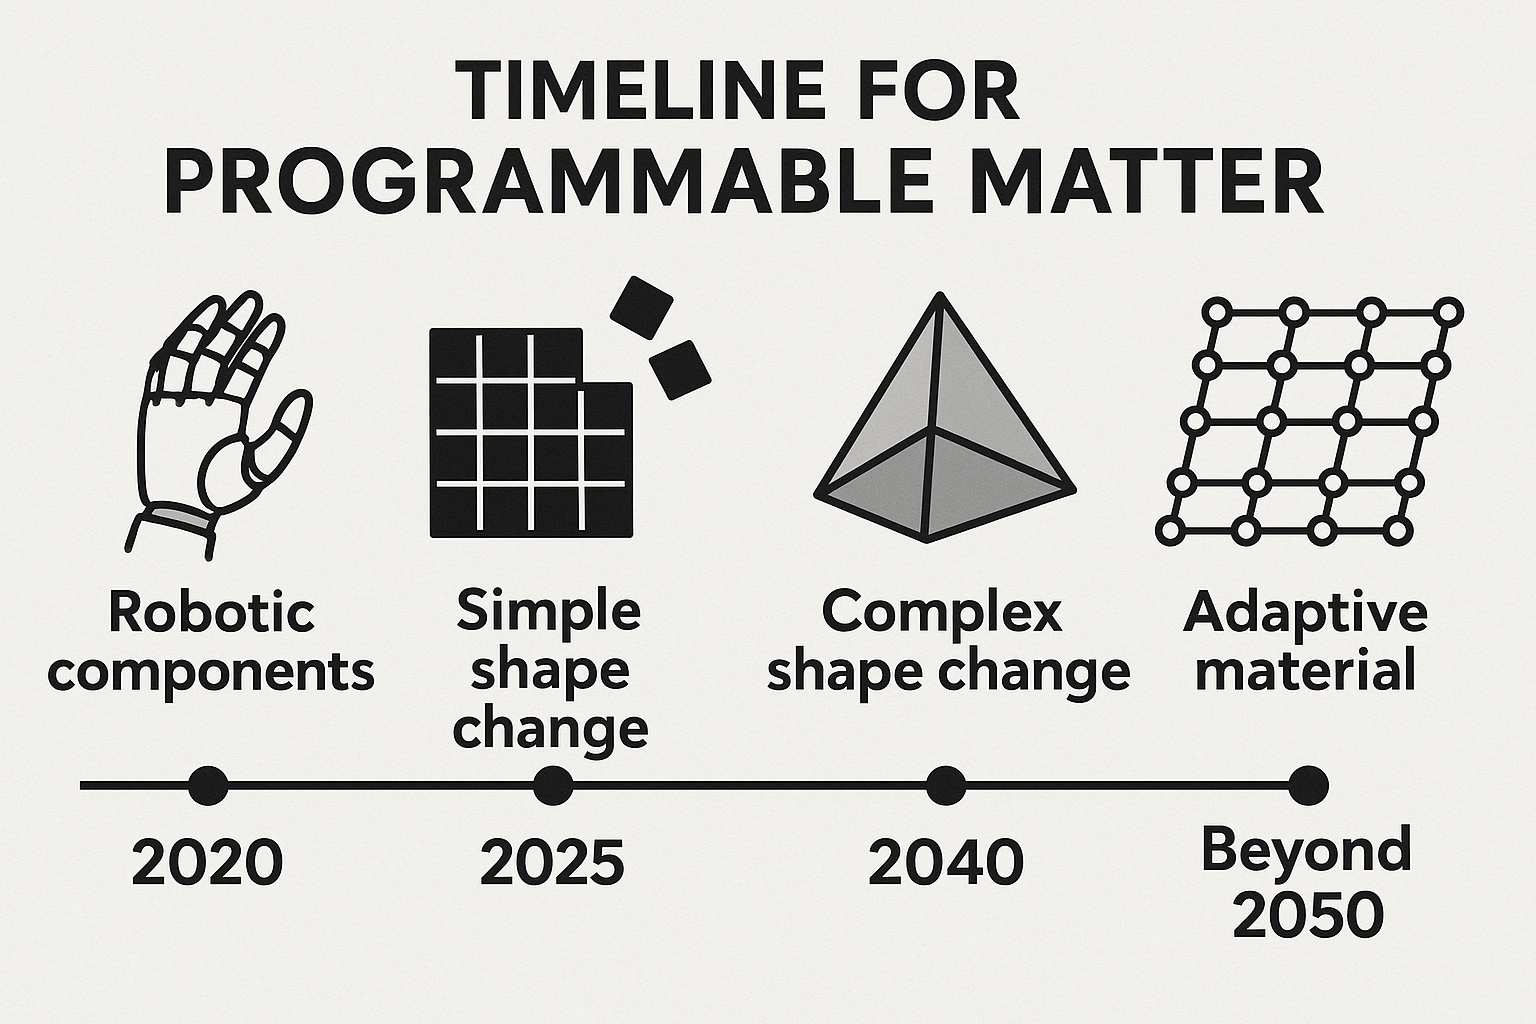 TIMELINE FOR
PROGRAMMABLE MATTER
Robotic
components
Simple
shape
change
Complex
shape change
Adaptive
material
2020
2025
2040
Beyond
2050